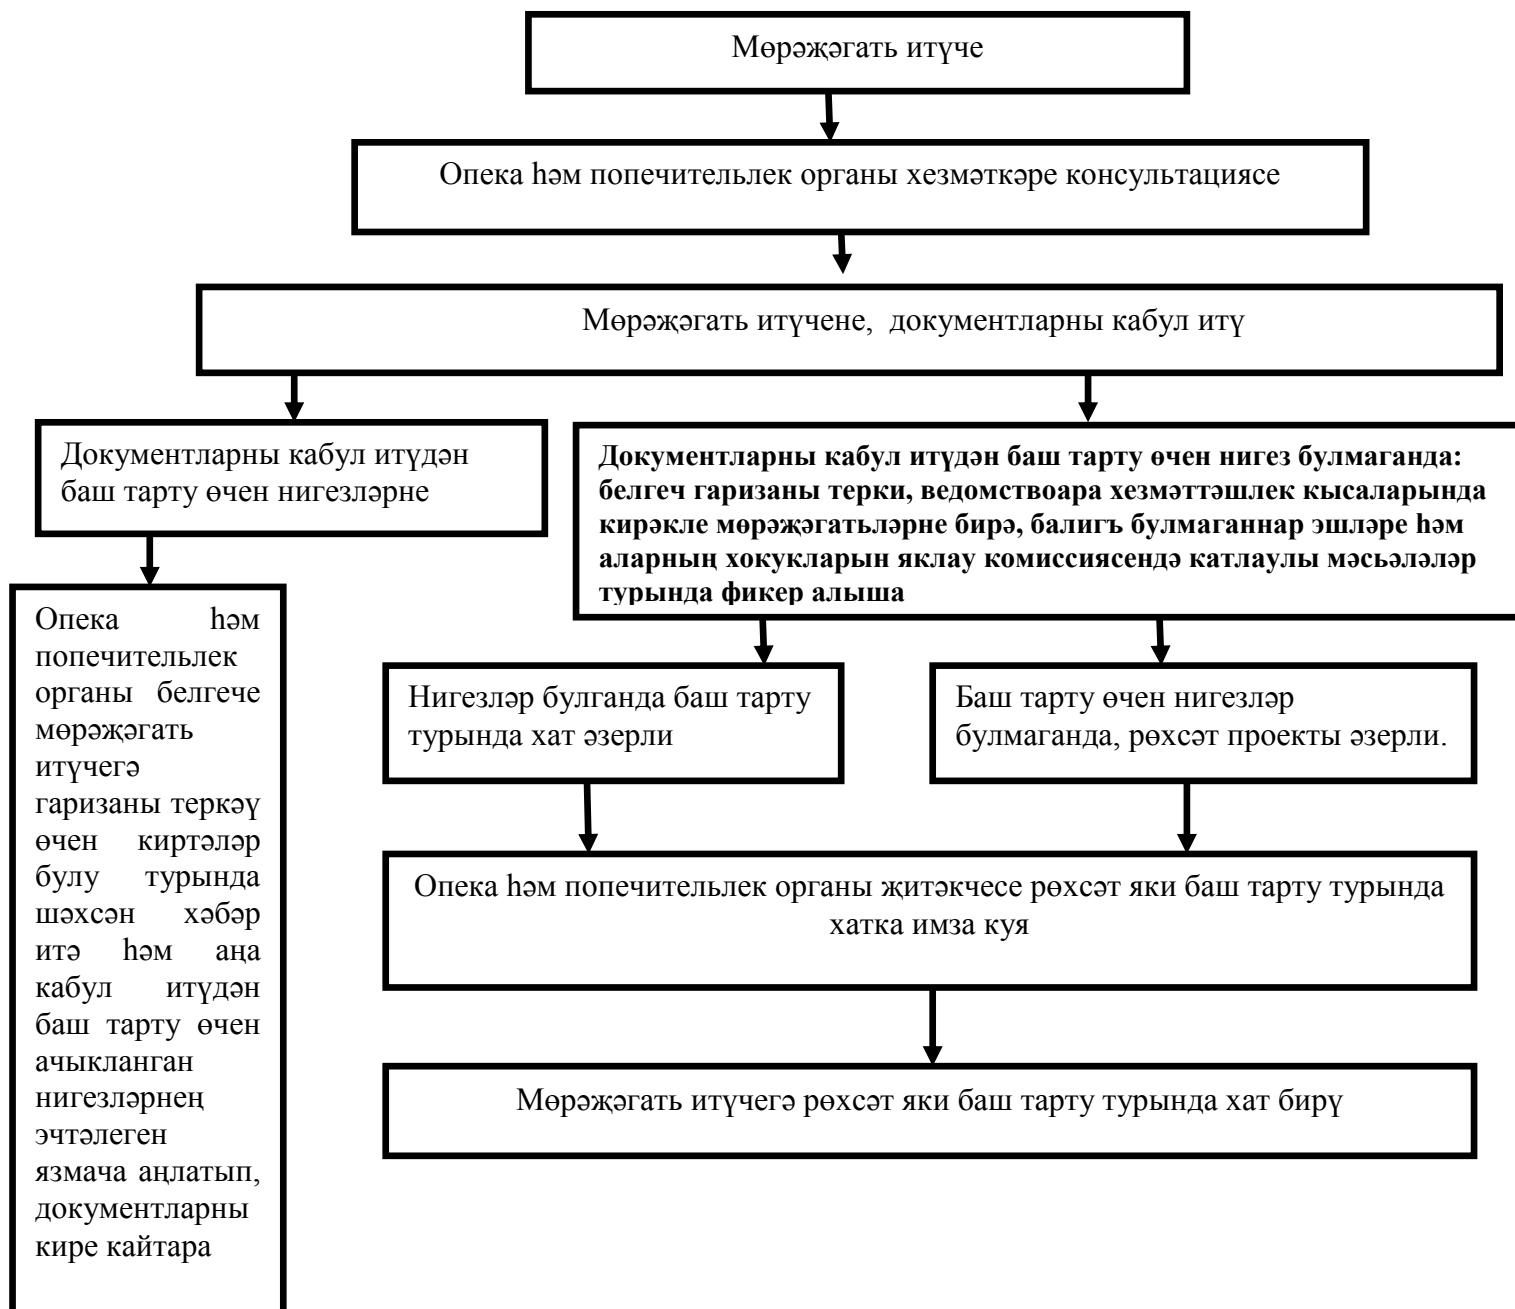 Мөрәҗәгать итүче
Опека һәм попечительлек органы хезмәткәре консультациясе
Мөрәҗәгать итүчене, документларны кабул итү
Документларны кабул итүдән
баш тарту өчен нигезләрне
Документларны кабул итүдән баш тарту өчен нигез булмаганда:
белгеч гаризаны терки, ведомствоара хезмәттәшлек кысаларында
кирәкле мөрәҗәгатьләрне бирә, балигъ булмаганнар эшләре һәм
аларның хокукларын яклау комиссиясендә катлаулы мәсьәләләр
турында фикер алыша
Опека һәм
попечительлек
органы белгече
мөрәҗәгать
итүчегә
гаризаны теркәү
өчен киртәләр
булу турында
шәхсән хәбәр
итә һәм аңа
кабул итүдән
баш тарту өчен
ачыкланган
нигезләрнең
эчтәлеген
язмача аңлатып,
документларны
кире кайтара
Нигезләр булганда баш тарту
турында хат әзерли
Баш тарту өчен нигезләр
булмаганда, рөхсәт проекты әзерли.
Опека һәм попечительлек органы җитәкчесе рөхсәт яки баш тарту турында
хатка имза куя
Мөрәҗәгать итүчегә рөхсәт яки баш тарту турында хат бирү